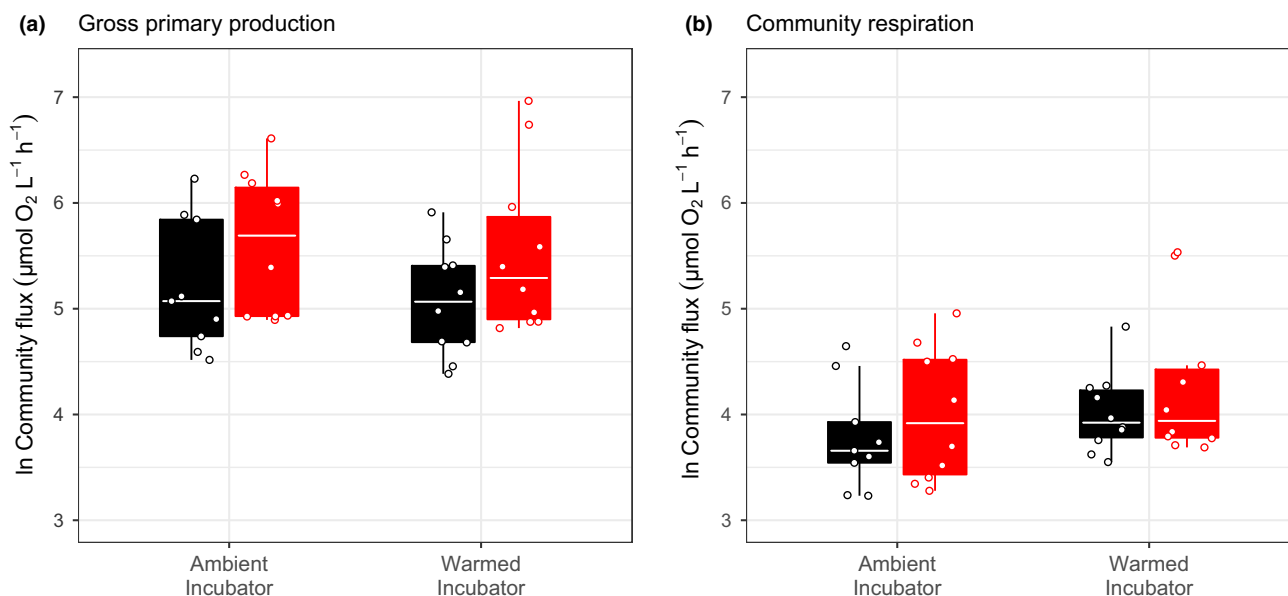 (a) Gross primary production
ln Community flux (μmol O₂ L⁻¹ h⁻¹)
7
6
5
4
3
Ambient
Incubator
Warmed
Incubator
(b) Community respiration
ln Community flux (μmol O₂ L⁻¹ h⁻¹)
7
6
5
4
3
Ambient
Incubator
Warmed
Incubator